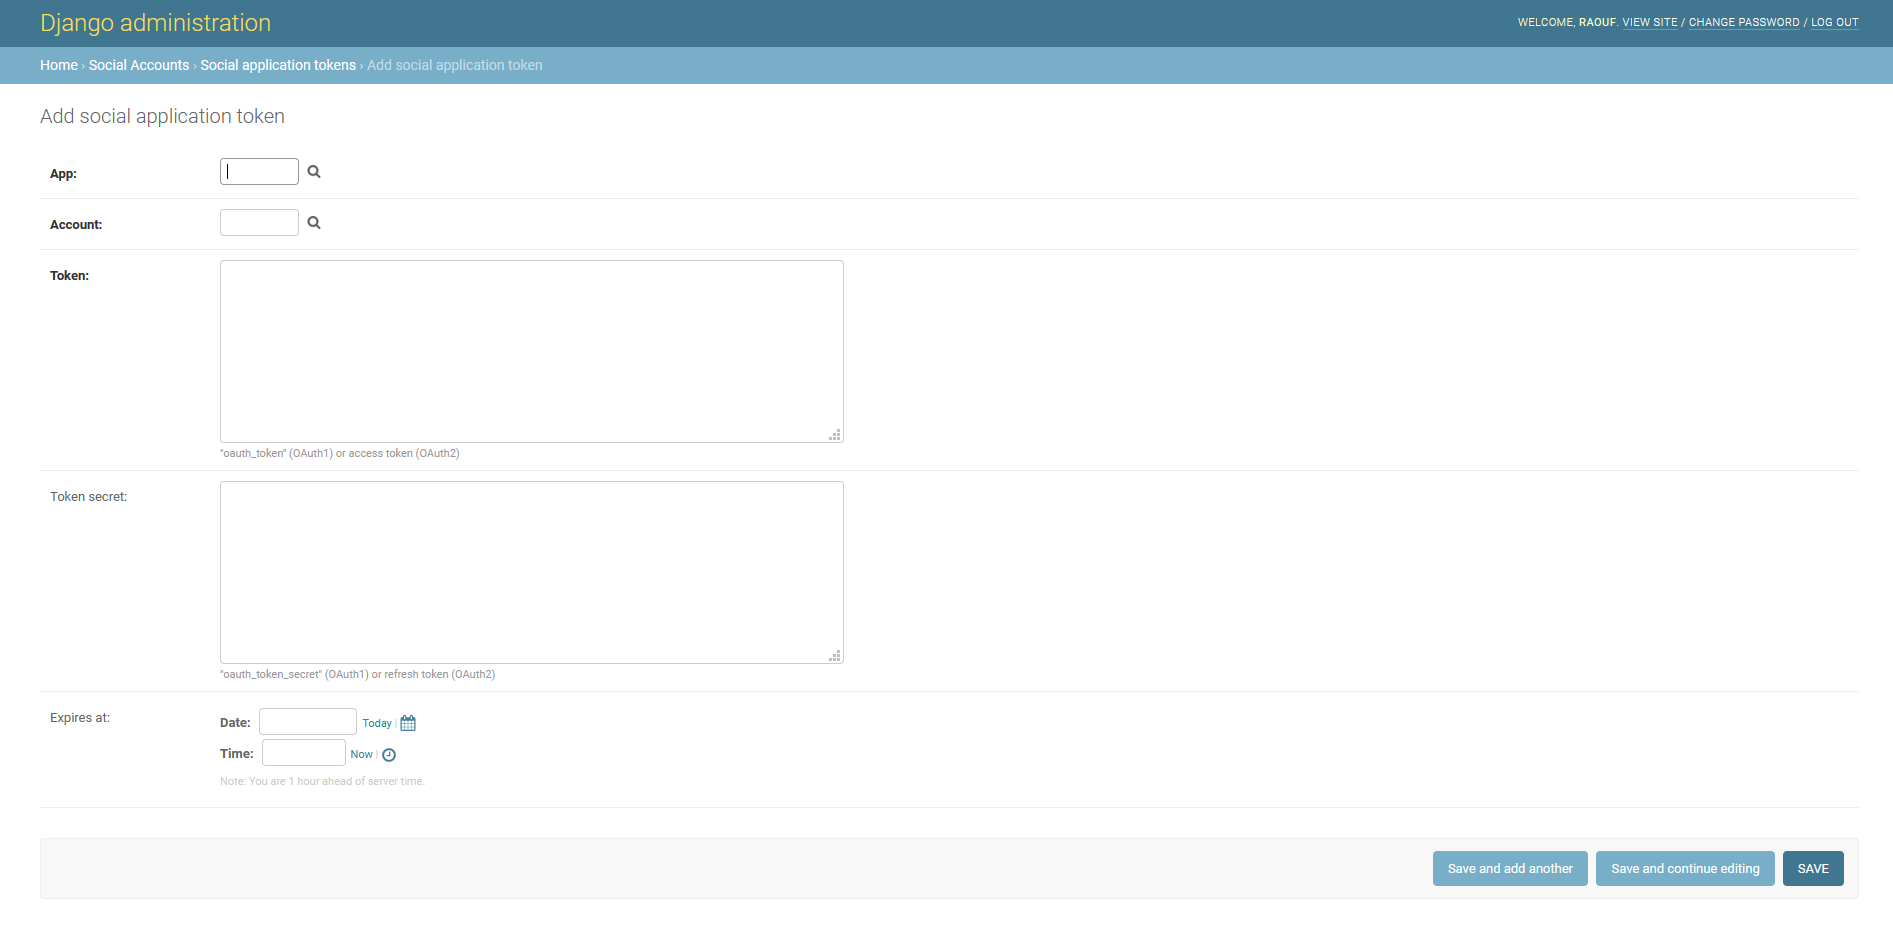 Django administration
WELCOME, RAOUF. VIEW SITE / CHANGE PASSWORD / LOG OUT
Home › Social Accounts › Social application tokens › Add social application token
Add social application token
App:
Account:
Token:
"oauth_token" (OAuth1) or access token (OAuth2)
Token secret:
"oauth_token_secret" (OAuth1) or refresh token (OAuth2)
Expires at:
Date: Today |
Time: Now |
Note: You are 1 hour ahead of server time.
Save and add another Save and continue editing SAVE